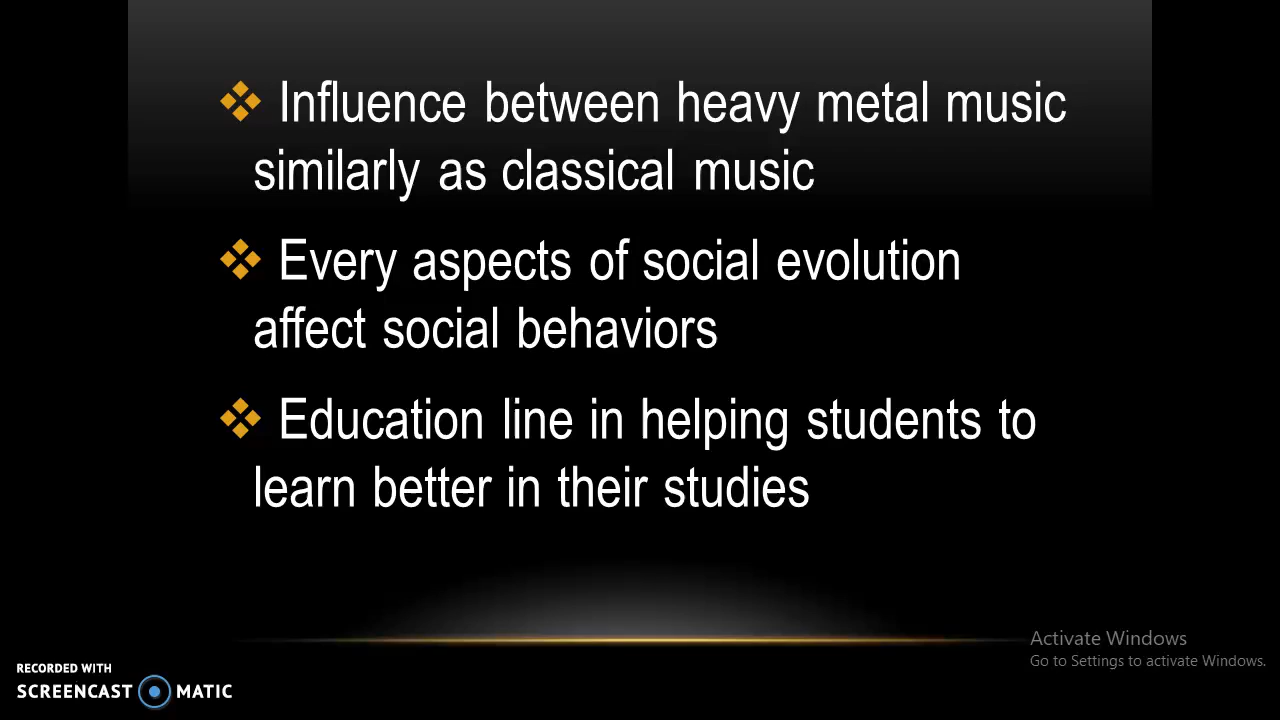 Influence between heavy metal music
similarly as classical music
Every aspects of social evolution
affect social behaviors
Education line in helping students to
learn better in their studies
Activate Windows
Go to Settings to activate Windows.
RECORDED WITH
SCREENCAST MATIC